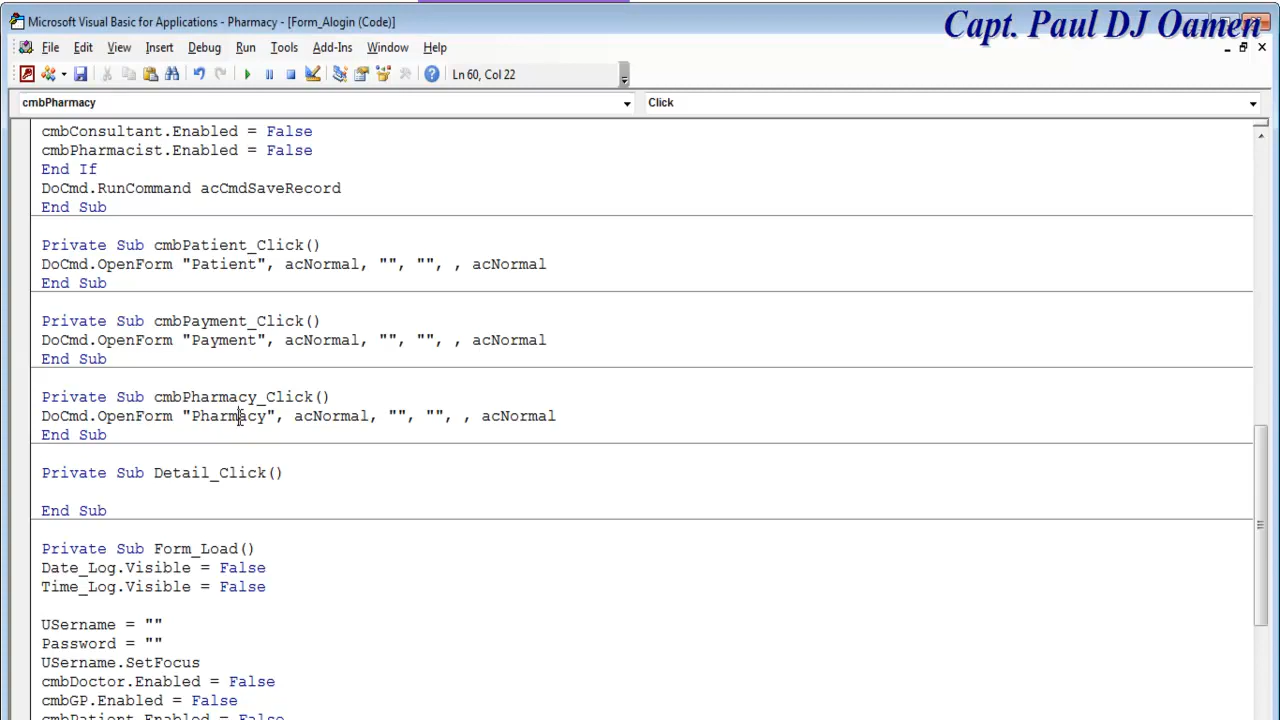 Microsoft Visual Basic for Applications - Pharmacy - [Form_Alogin (Code)]
Capt. Paul DJ Oamen
File Edit View Insert Debug Run Tools Add-Ins Window Help
Ln 60, Col 22
cmbPharmacy Click
cmbConsultant.Enabled = False
cmbPharmacist.Enabled = False
End If
DoCmd.RunCommand acCmdSaveRecord
End Sub
Private Sub cmbPatient_Click()
DoCmd.OpenForm "Patient", acNormal, "", "", , acNormal
End Sub
Private Sub cmbPayment_Click()
DoCmd.OpenForm "Payment", acNormal, "", "", , acNormal
End Sub
Private Sub cmbPharmacy_Click()
DoCmd.OpenForm "Pharmacy", acNormal, "", "", , acNormal
End Sub
Private Sub Detail_Click()
End Sub
Private Sub Form_Load()
Date_Log.Visible = False
Time_Log.Visible = False
USername = ""
Password = ""
USername.SetFocus
cmbDoctor.Enabled = False
cmbGP.Enabled = False
cmbPatient.Enabled = False